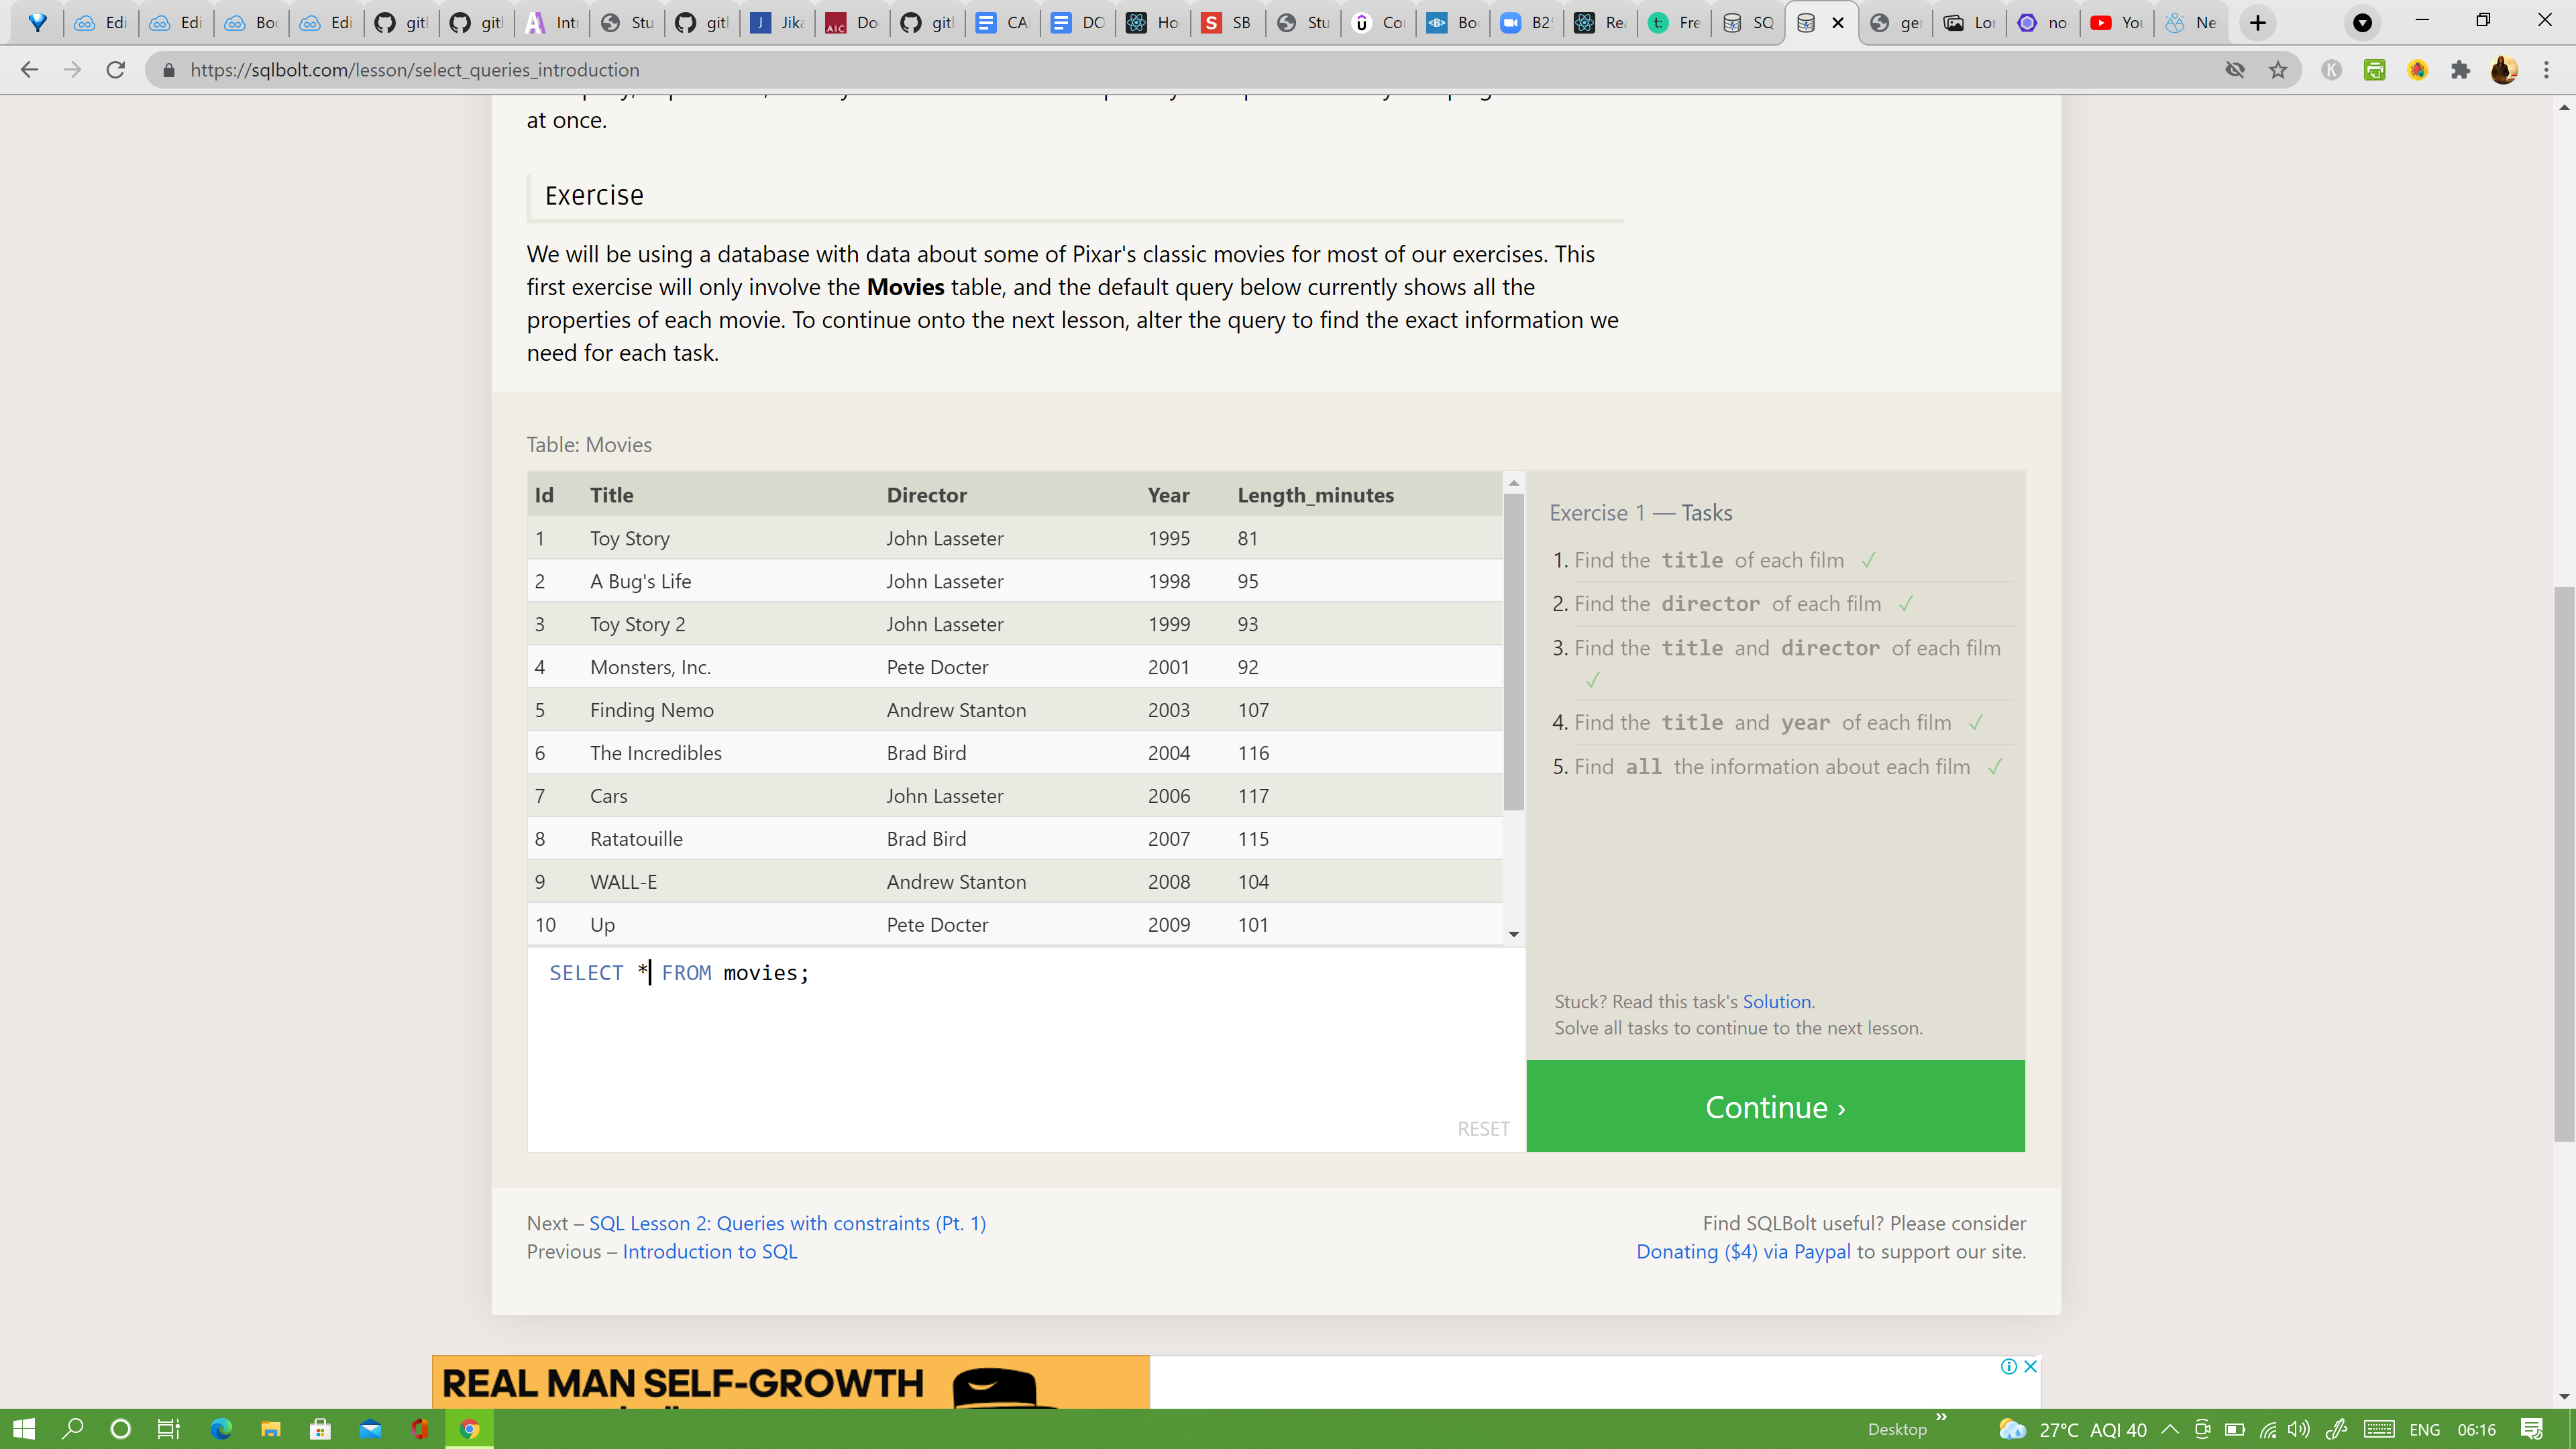 Edi
Edi
Boo
Edi
git
git
Intr
Stu
git
Jika
Do
git
CA
DO
Ho
SB
Stu
Co
Boo
B2
Rea
Fre
SQ
ge
Lor
no
You
Ne
https://sqlbolt.com/lesson/select_queries_introduction
at once.
Exercise
We will be using a database with data about some of Pixar's classic movies for most of our exercises. This
first exercise will only involve the Movies table, and the default query below currently shows all the
properties of each movie. To continue onto the next lesson, alter the query to find the exact information we
need for each task.
Table: Movies
Id Title Director Year Length_minutes
1 Toy Story John Lasseter 1995 81
2 A Bug's Life John Lasseter 1998 95
3 Toy Story 2 John Lasseter 1999 93
4 Monsters, Inc. Pete Docter 2001 92
5 Finding Nemo Andrew Stanton 2003 107
6 The Incredibles Brad Bird 2004 116
7 Cars John Lasseter 2006 117
8 Ratatouille Brad Bird 2007 115
9 WALL-E Andrew Stanton 2008 104
10 Up Pete Docter 2009 101
SELECT * FROM movies;
RESET
Exercise 1 — Tasks
1. Find the title of each film ✓
2. Find the director of each film ✓
3. Find the title and director of each film
✓
4. Find the title and year of each film ✓
5. Find all the information about each film ✓
Stuck? Read this task's Solution.
Solve all tasks to continue to the next lesson.
Continue ›
Next – SQL Lesson 2: Queries with constraints (Pt. 1)
Previous – Introduction to SQL
Find SQLBolt useful? Please consider
Donating ($4) via Paypal to support our site.
REAL MAN SELF-GROWTH
Desktop
27°C AQI 40
ENG
06:16